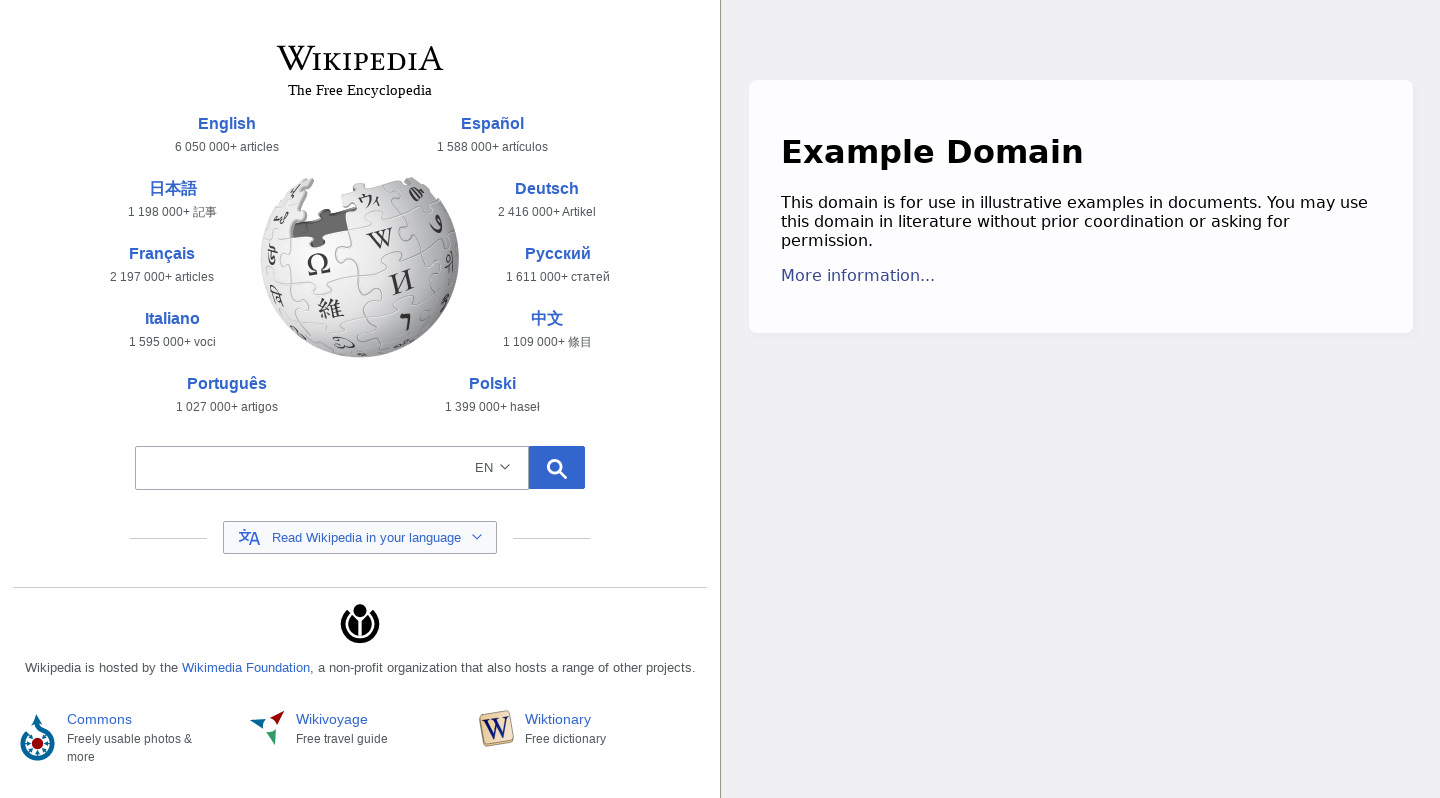 WIKIPEDIA
The Free Encyclopedia
English
6 050 000+ articles
Español
1 588 000+ artículos
日本語
1 198 000+ 記事
Deutsch
2 416 000+ Artikel
Français
2 197 000+ articles
Русский
1 611 000+ статей
Italiano
1 595 000+ voci
中文
1 109 000+ 條目
Português
1 027 000+ artigos
Polski
1 399 000+ haseł
Ω
W
И
維
EN
Read Wikipedia in your language
Wikipedia is hosted by the Wikimedia Foundation, a non-profit organization that also hosts a range of other projects.
Commons
Freely usable photos &
more
Wikivoyage
Free travel guide
W
Wiktionary
Free dictionary
Example Domain
This domain is for use in illustrative examples in documents. You may use
this domain in literature without prior coordination or asking for
permission.
More information...